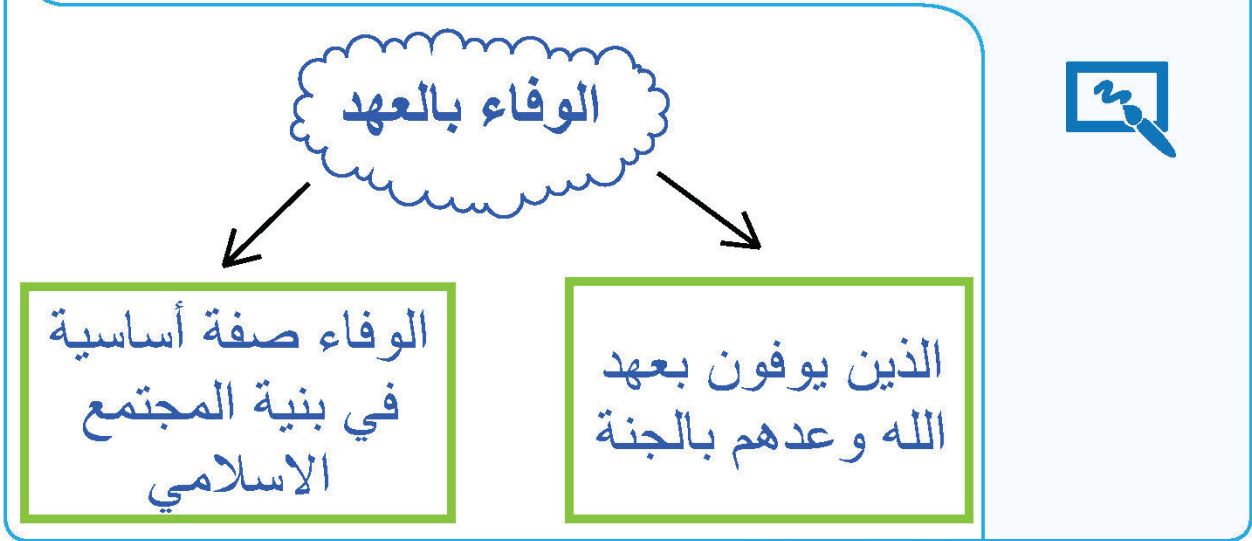 الوفاء بالعهد
الذين يوفون بعهد
الله وعدهم بالجنة
الوفاء صفة أساسية
في بنية المجتمع
الاسلامي